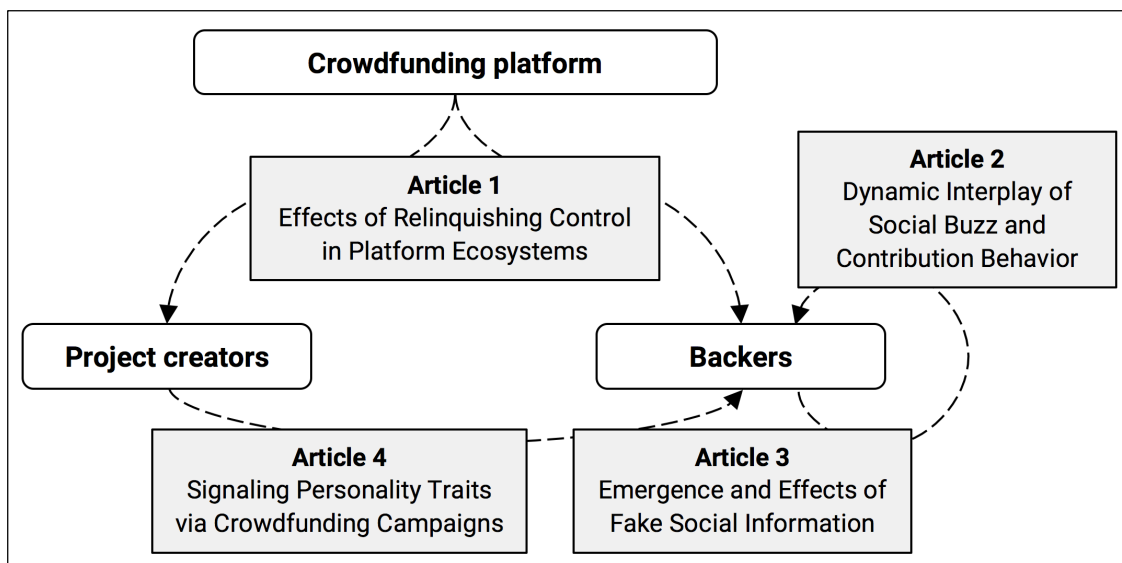 Crowdfunding platform
Article 1
Effects of Relinquishing Control
in Platform Ecosystems
Article 2
Dynamic Interplay of
Social Buzz and
Contribution Behavior
Project creators
Backers
Article 4
Signaling Personality Traits
via Crowdfunding Campaigns
Article 3
Emergence and Effects of
Fake Social Information